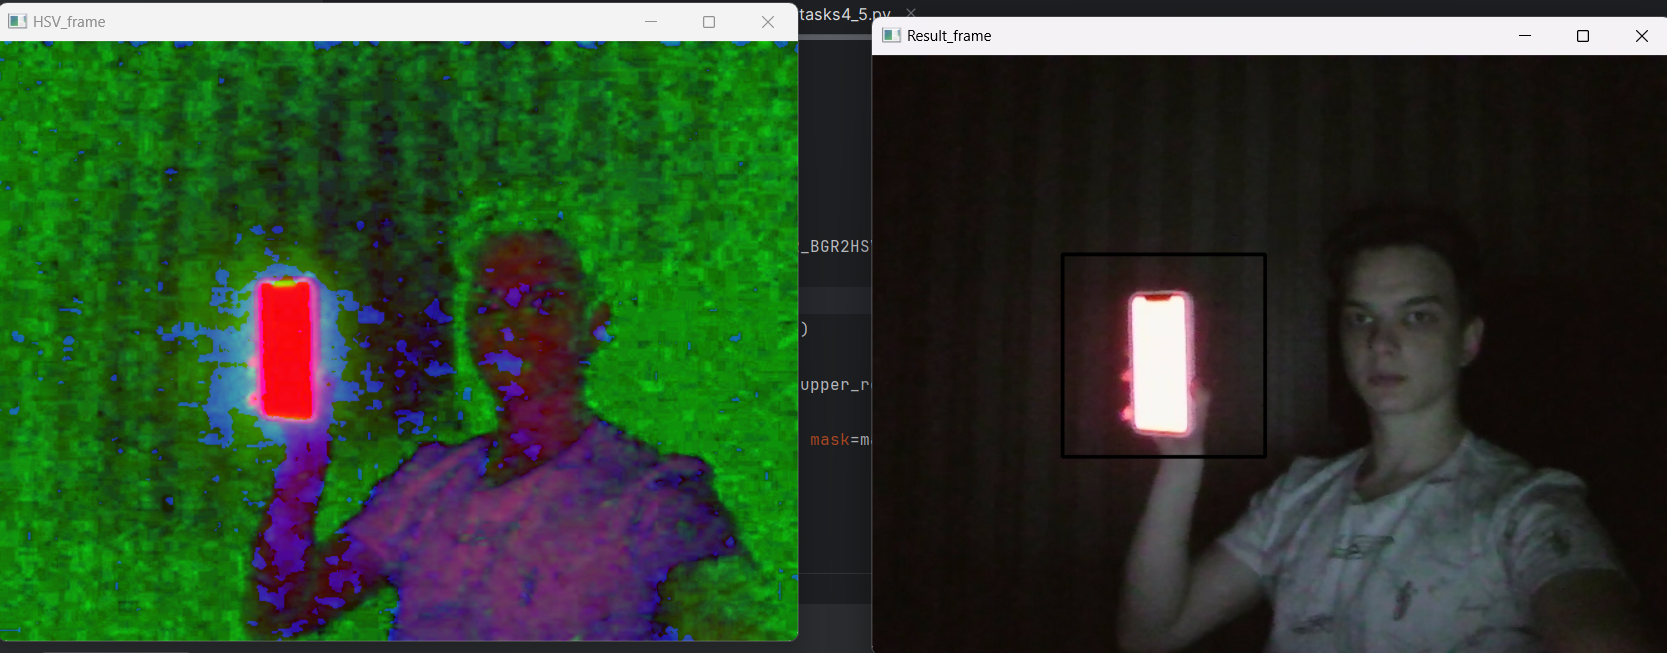 HSV_frame
tasks4_5.py
Result_frame
_BGR2HS
)
upper_r
mask=m